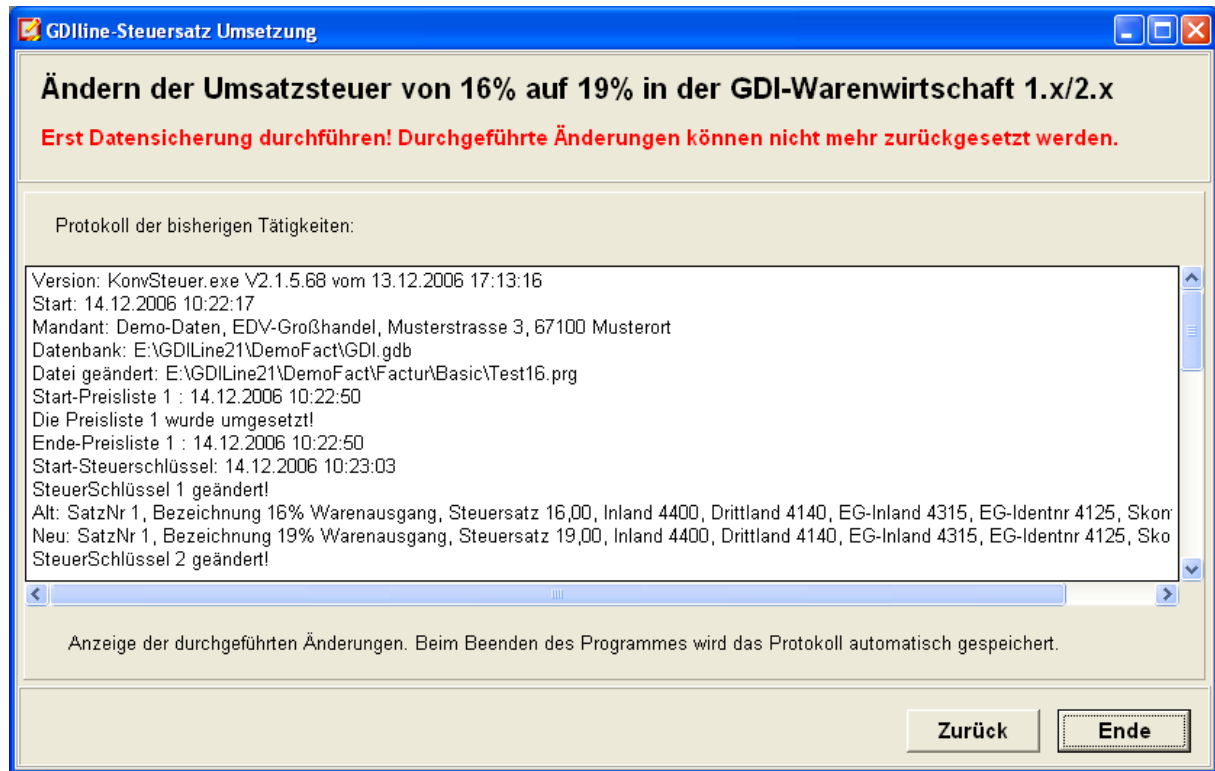 GDIline-Steuersatz Umsetzung
Ändern der Umsatzsteuer von 16% auf 19% in der GDI-Warenwirtschaft 1.x/2.x
Erst Datensicherung durchführen! Durchgeführte Änderungen können nicht mehr zurückgesetzt werden.
Protokoll der bisherigen Tätigkeiten:
Version: KonvSteuer.exe V2.1.5.68 vom 13.12.2006 17:13:16
Start: 14.12.2006 10:22:17
Mandant: Demo-Daten, EDV-Großhandel, Musterstrasse 3, 67100 Musterort
Datenbank: E:\GDILine21\DemoFact\GDI.gdb
Datei geändert: E:\GDILine21\DemoFact\Factur\Basic\Test16.prg
Start-Preisliste 1 : 14.12.2006 10:22:50
Die Preisliste 1 wurde umgesetzt!
Ende-Preisliste 1 : 14.12.2006 10:22:50
Start-Steuerschlüssel: 14.12.2006 10:23:03
SteuerSchlüssel 1 geändert!
Alt: SatzNr 1, Bezeichnung 16% Warenausgang, Steuersatz 16,00, Inland 4400, Drittland 4140, EG-Inland 4315, EG-Identnr 4125, Skon
Neu: SatzNr 1, Bezeichnung 19% Warenausgang, Steuersatz 19,00, Inland 4400, Drittland 4140, EG-Inland 4315, EG-Identnr 4125, Sko
SteuerSchlüssel 2 geändert!
Anzeige der durchgeführten Änderungen. Beim Beenden des Programmes wird das Protokoll automatisch gespeichert.
Zurück
Ende